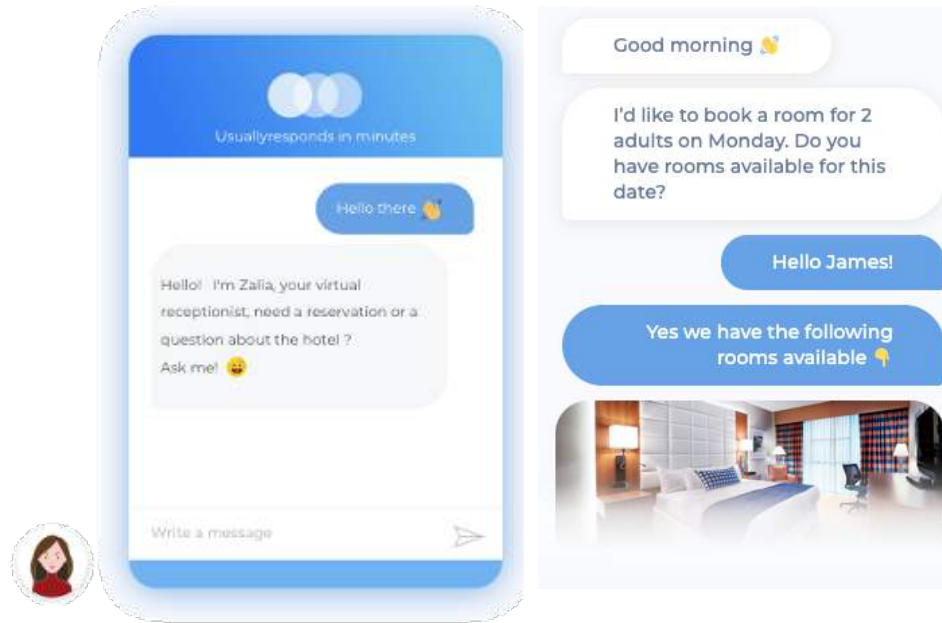 Usuallyresponds in minutes
Hello there 👋
Hello! I'm Zalia, your virtual
receptionist, need a reservation or a
question about the hotel ?
Ask me! 😀
Write a message
Good morning 👋
I'd like to book a room for 2
adults on Monday. Do you
have rooms available for this
date?
Hello James!
Yes we have the following
rooms available 👇